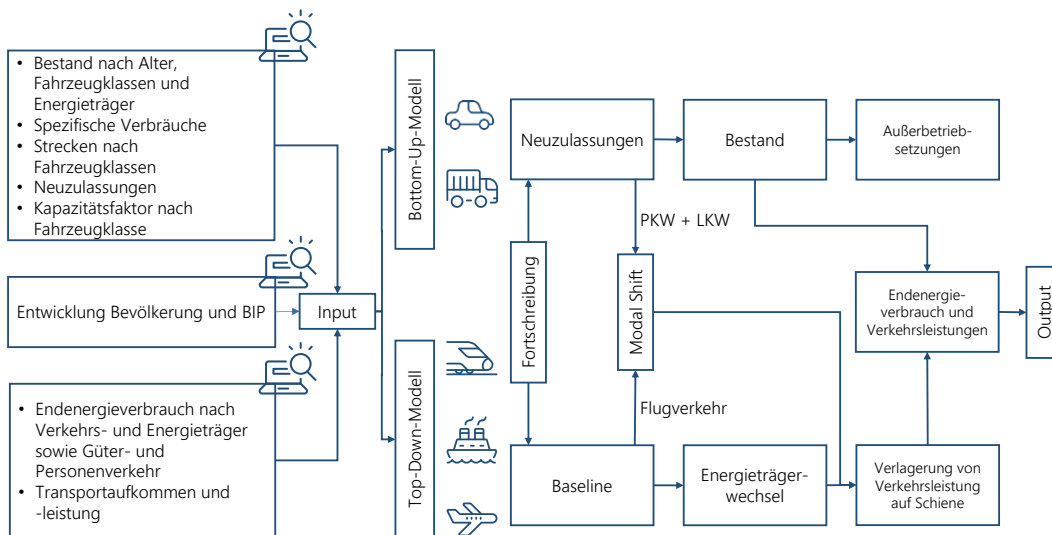 • Bestand nach Alter,
Fahrzeugklassen und
Energieträger
• Spezifische Verbräuche
• Strecken nach
Fahrzeugklassen
• Neuzulassungen
• Kapazitätsfaktor nach
Fahrzeugklasse
Entwicklung Bevölkerung und BIP
• Endenergieverbrauch nach
Verkehrs- und Energieträger
sowie Güter- und
Personenverkehr
• Transportaufkommen und
-leistung
Input
Bottom-Up-Modell
Top-Down-Modell
Neuzulassungen
Bestand
Außerbetrieb-
setzungen
PKW + LKW
Fortschreibung
Modal Shift
Flugverkehr
Baseline
Energieträger-
wechsel
Verlagerung von
Verkehrsleistung
auf Schiene
Endenergie-
verbrauch und
Verkehrsleistungen
Output